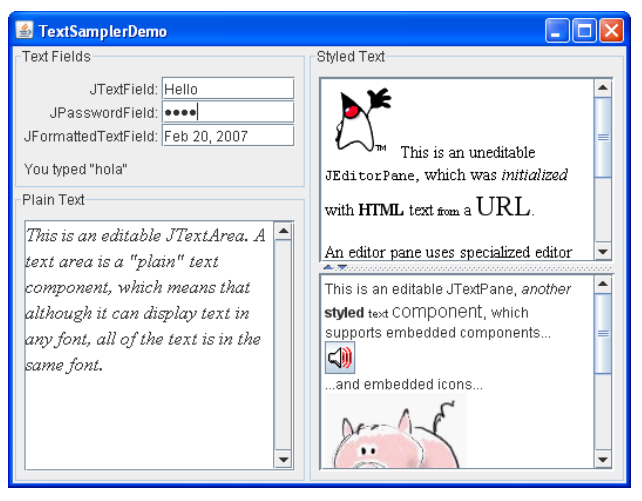 TextSamplerDemo
Text Fields
JTextField: Hello
JPasswordField: ••••
JFormattedTextField: Feb 20, 2007
You typed "hola"
Plain Text
This is an editable JTextArea. A
text area is a "plain" text
component, which means that
although it can display text in
any font, all of the text is in the
same font.
Styled Text
TM This is an uneditable
JEditorPane, which was initialized
with HTML text from a URL.
An editor pane uses specialized editor
This is an editable JTextPane, another
styled text component, which
supports embedded components...
...and embedded icons...